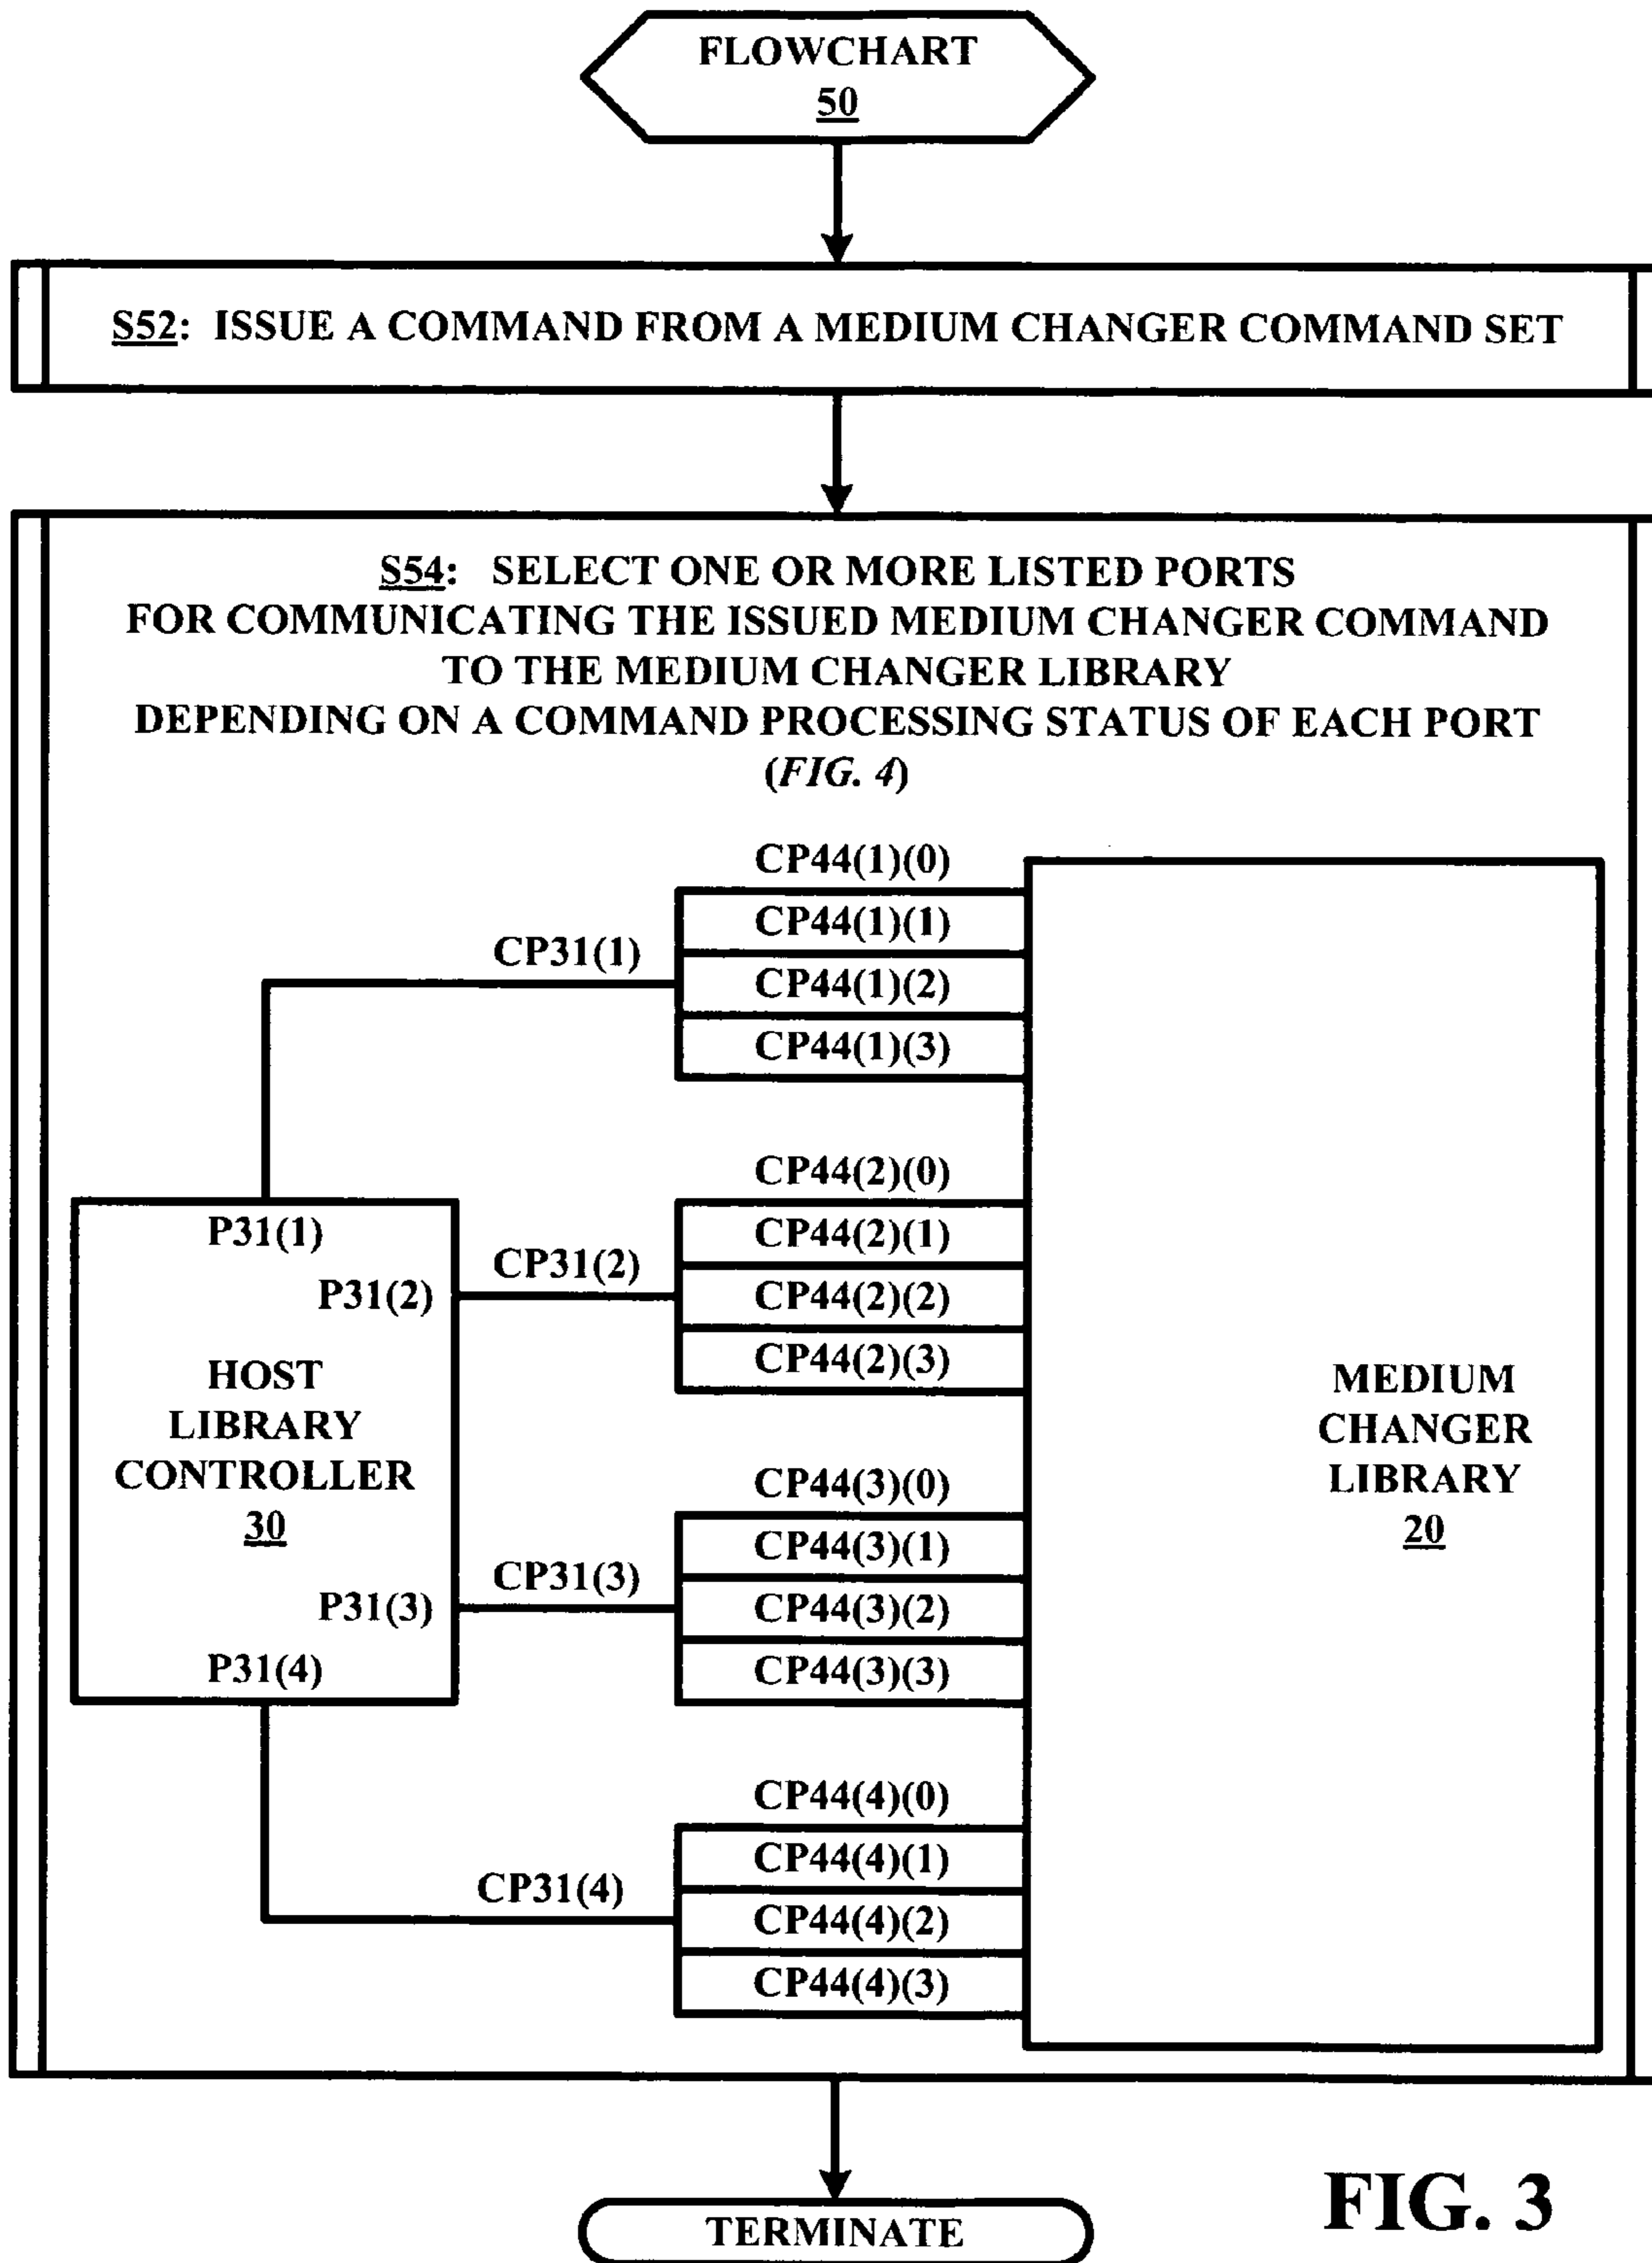 FLOWCHART
50
S52: ISSUE A COMMAND FROM A MEDIUM CHANGER COMMAND SET
S54: SELECT ONE OR MORE LISTED PORTS
FOR COMMUNICATING THE ISSUED MEDIUM CHANGER COMMAND
TO THE MEDIUM CHANGER LIBRARY
DEPENDING ON A COMMAND PROCESSING STATUS OF EACH PORT
(FIG. 4)
CP44(1)(0)
CP44(1)(1)
CP31(1)
CP44(1)(2)
CP44(1)(3)
CP44(2)(0)
P31(1)
CP44(2)(1)
CP31(2)
P31(2)
CP44(2)(2)
CP44(2)(3)
HOST
LIBRARY
CONTROLLER
30
MEDIUM
CHANGER
LIBRARY
20
CP44(3)(0)
CP44(3)(1)
CP31(3)
P31(3)
CP44(3)(2)
P31(4)
CP44(3)(3)
CP44(4)(0)
CP44(4)(1)
CP31(4)
CP44(4)(2)
CP44(4)(3)
TERMINATE
FIG. 3